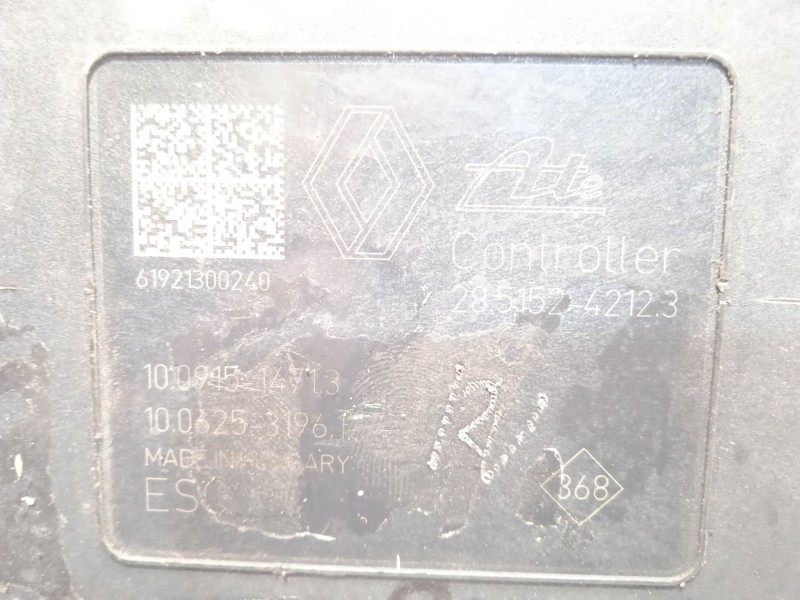 61921300240
Ate
Controller
28.5152-4212.3
10.0915-1471.3
10.0625-3196.1
MADE IN HUNGARY
ESC
368